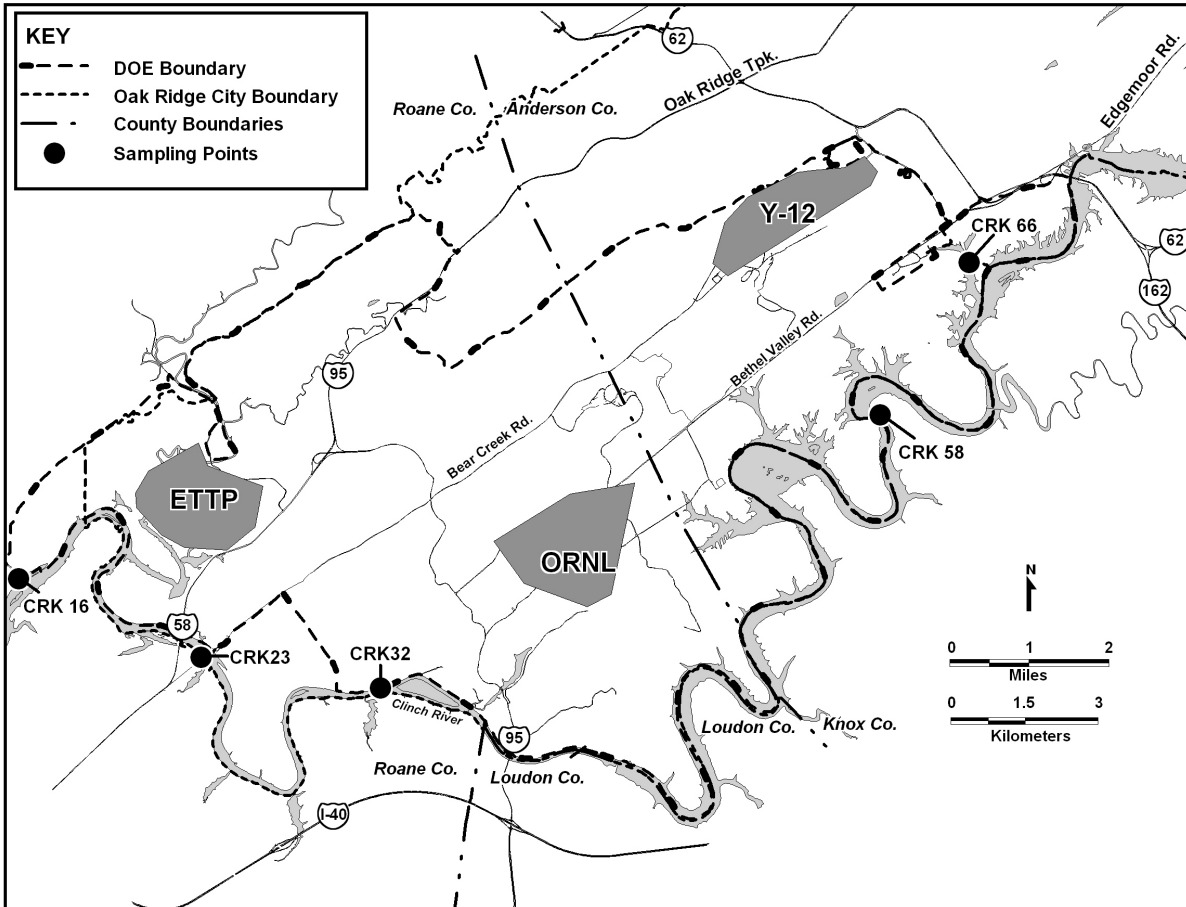 KEY
DOE Boundary
Oak Ridge City Boundary
County Boundaries
Sampling Points
62
Oak Ridge Tpk.
Edgemoor Rd.
Roane Co.
Anderson Co.
Y-12
CRK 66
62
162
Bethel Valley Rd.
95
Bear Creek Rd.
CRK 58
ETTP
ORNL
CRK 16
58
CRK23
CRK32
Clinch River
95
Roane Co.
Loudon Co.
Loudon Co.
Knox Co.
I-40
N
0 1 2
Miles
0 1.5 3
Kilometers